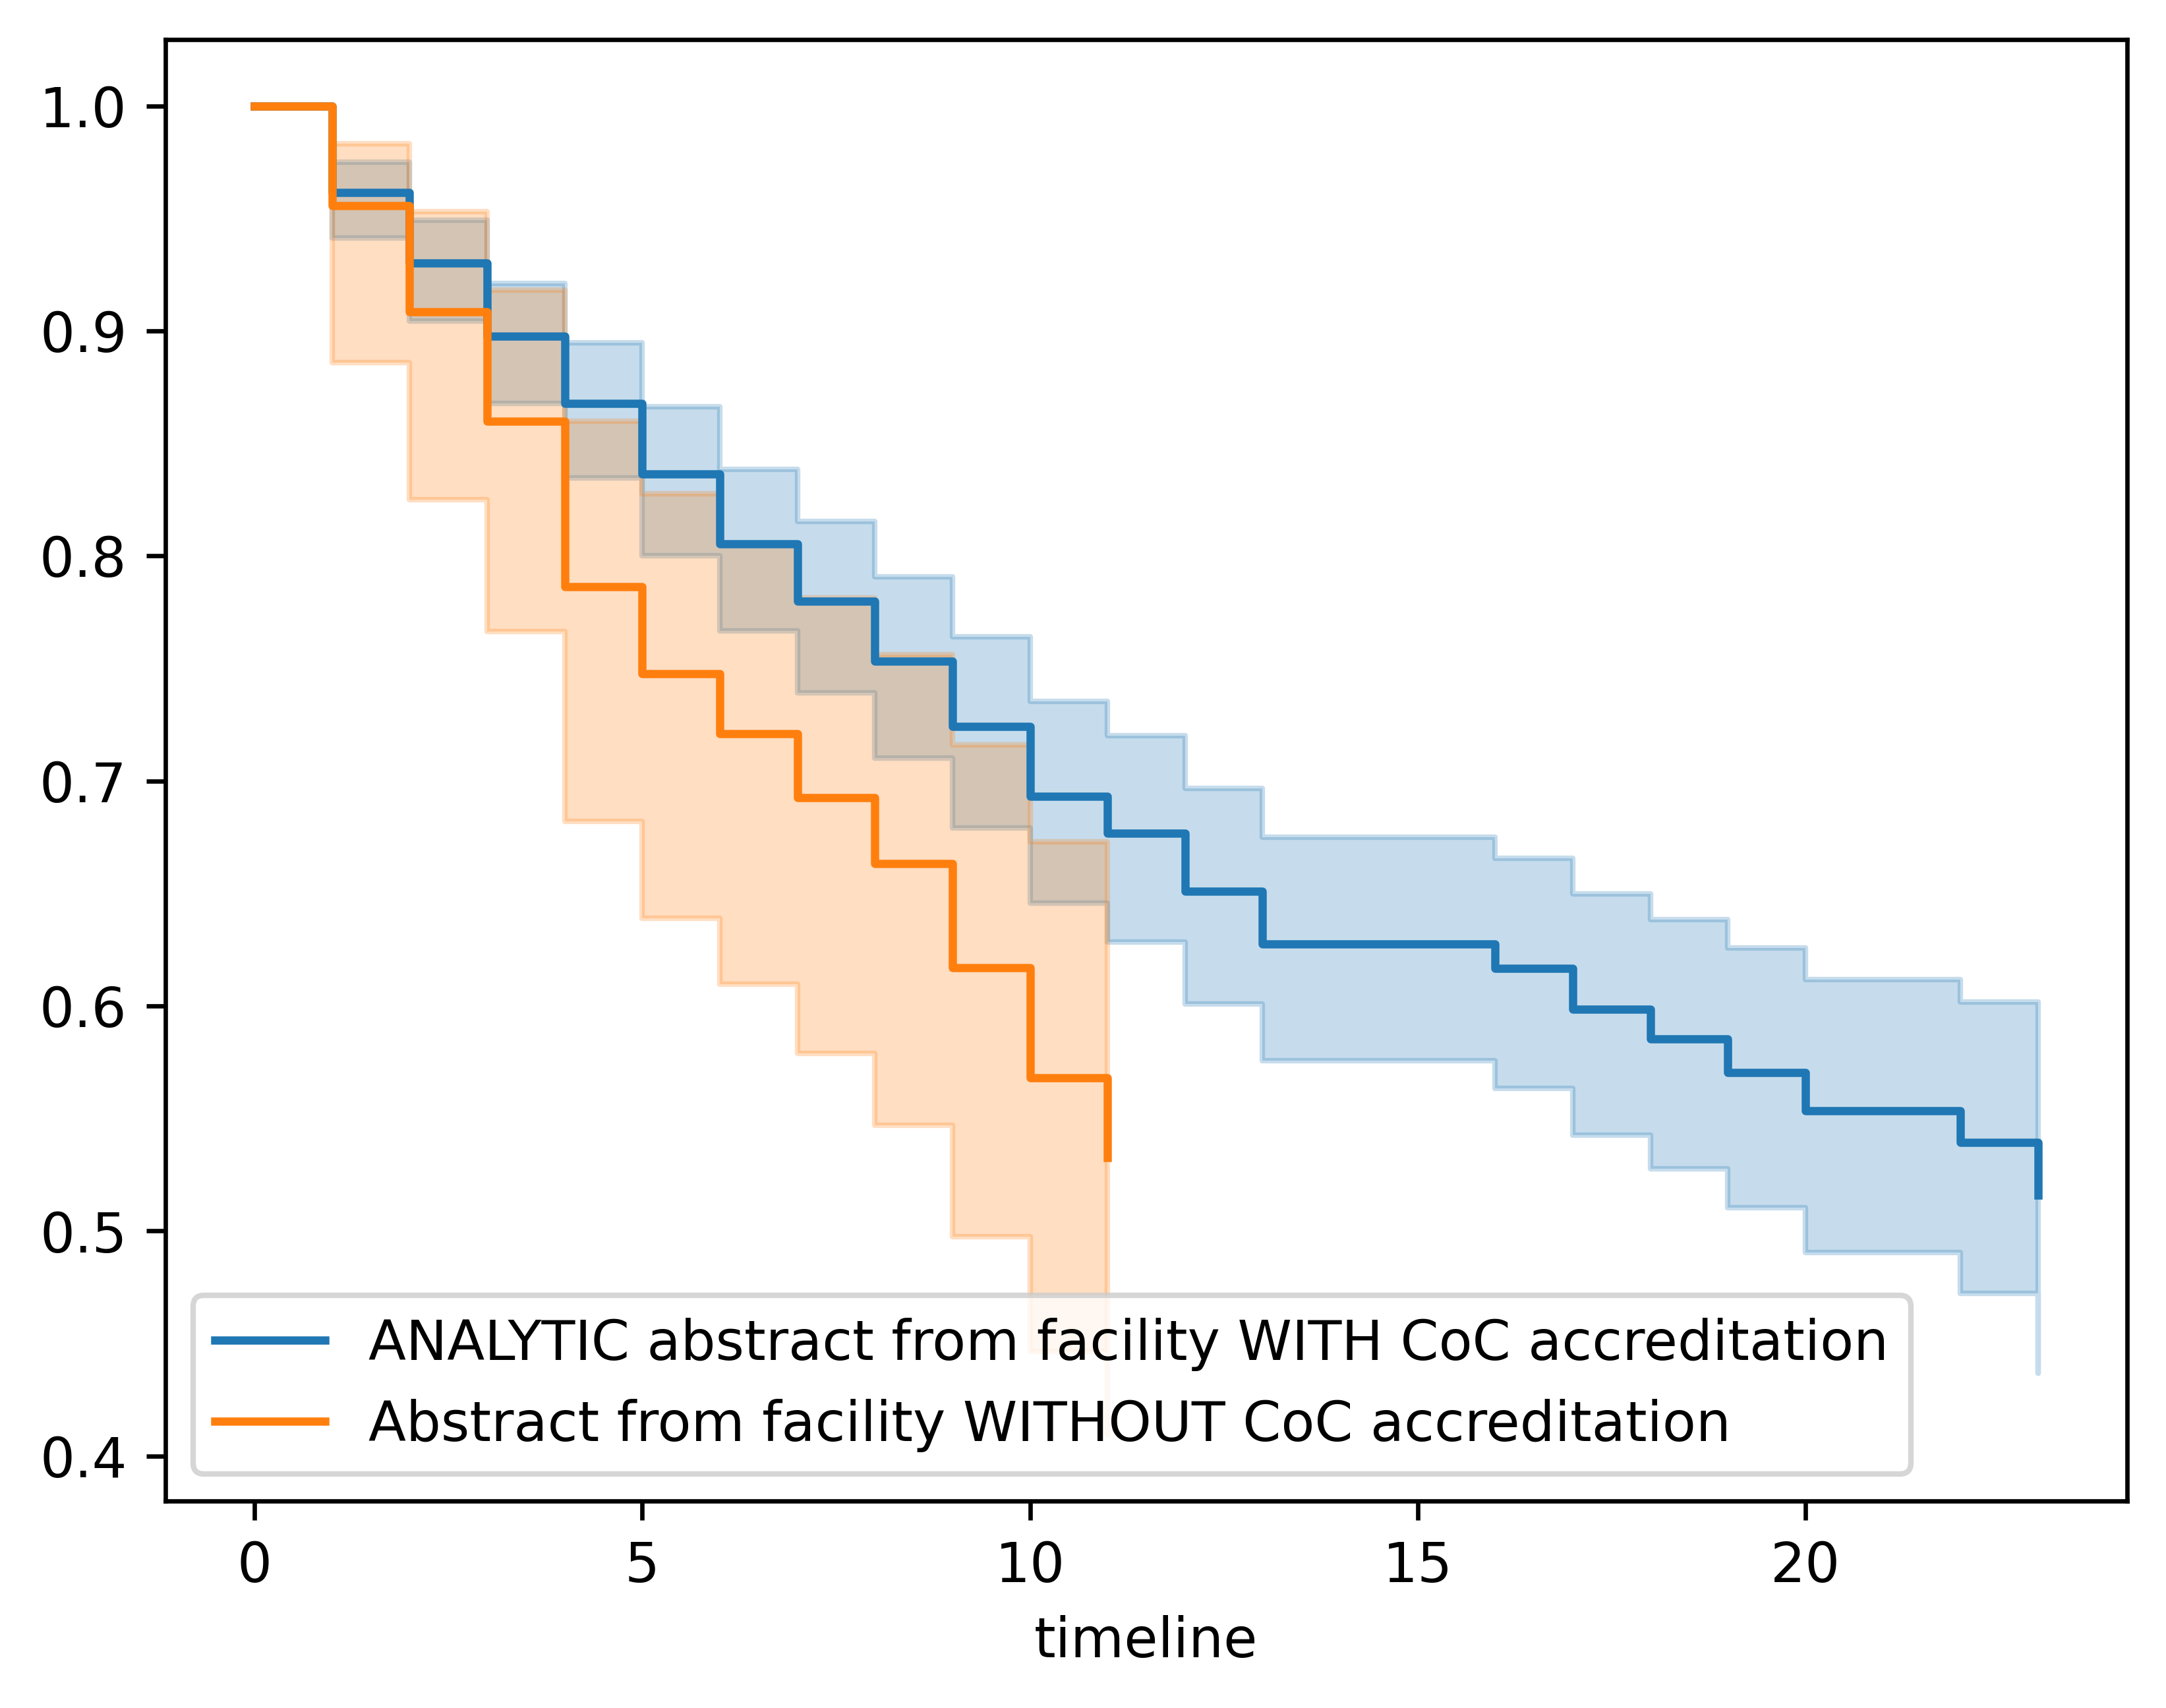 1.0
0.9
0.8
0.7
0.6
0.5
0.4
ANALYTIC abstract from facility WITH CoC accreditation
Abstract from facility WITHOUT CoC accreditation
0 5 10 15 20
timeline